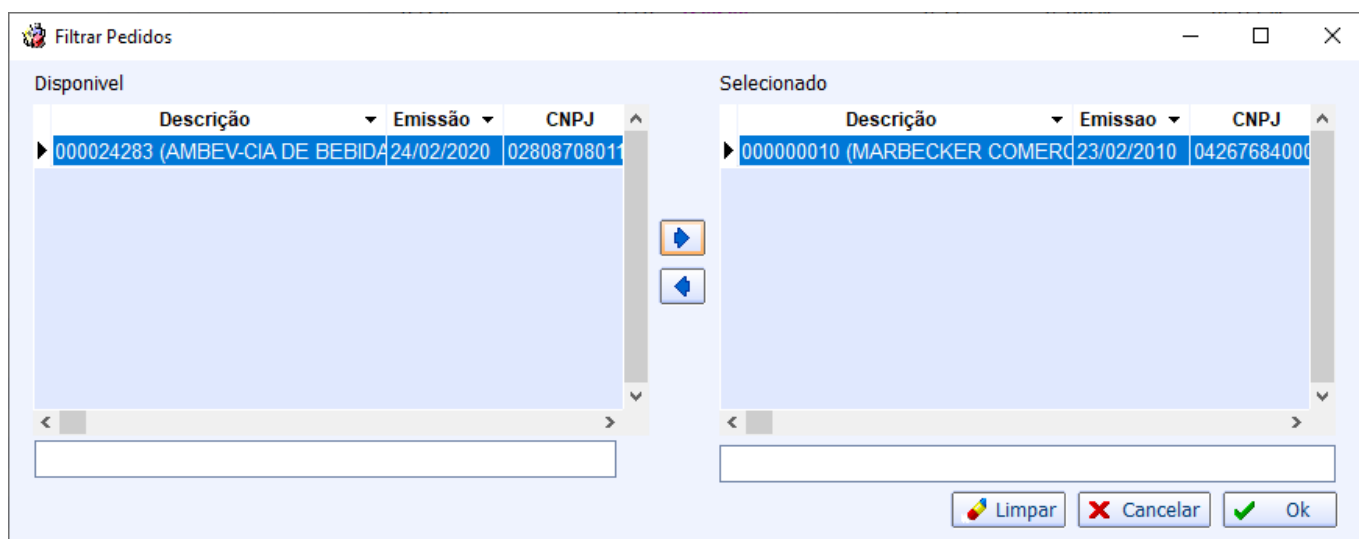 Filtrar Pedidos
Disponivel
Selecionado
Descrição Emissão CNPJ
000024283 (AMBEV-CIA DE BEBIDA 24/02/2020 02808708011
Descrição Emissao CNPJ
000000010 (MARBECKER COMERC 23/02/2010 04267684000
Limpar Cancelar Ok